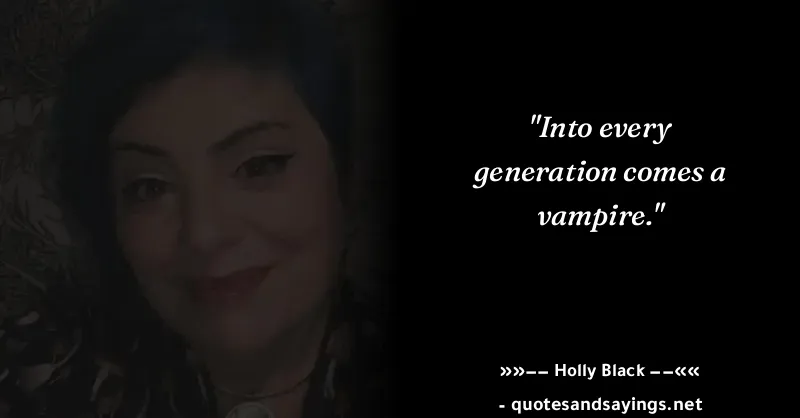 "Into every
generation comes a
vampire."
»»−− Holly Black −−««
- quotesandsayings.net